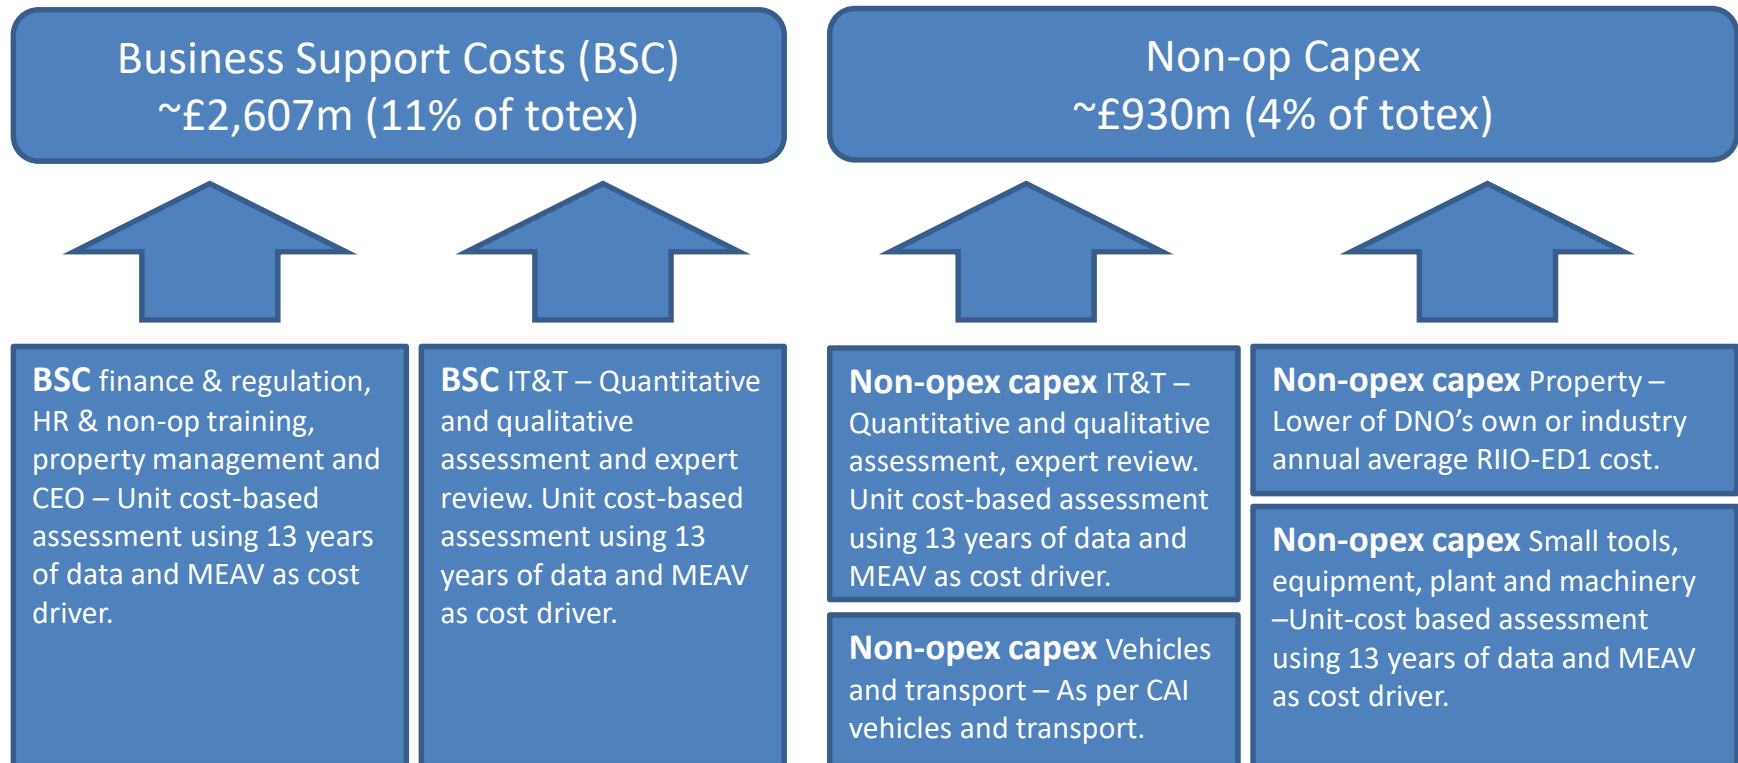 Business Support Costs (BSC)
~£2,607m (11% of totex)
Non-op Capex
~£930m (4% of totex)
BSC finance & regulation,
HR & non-op training,
property management and
CEO – Unit cost-based
assessment using 13 years
of data and MEAV as cost
driver.
BSC IT&T – Quantitative
and qualitative
assessment and expert
review. Unit cost-based
assessment using 13
years of data and MEAV
as cost driver.
Non-opex capex IT&T –
Quantitative and qualitative
assessment, expert review.
Unit cost-based assessment
using 13 years of data and
MEAV as cost driver.
Non-opex capex Vehicles
and transport – As per CAI
vehicles and transport.
Non-opex capex Property –
Lower of DNO’s own or industry
annual average RIIO-ED1 cost.
Non-opex capex Small tools,
equipment, plant and machinery
–Unit-cost based assessment
using 13 years of data and MEAV
as cost driver.